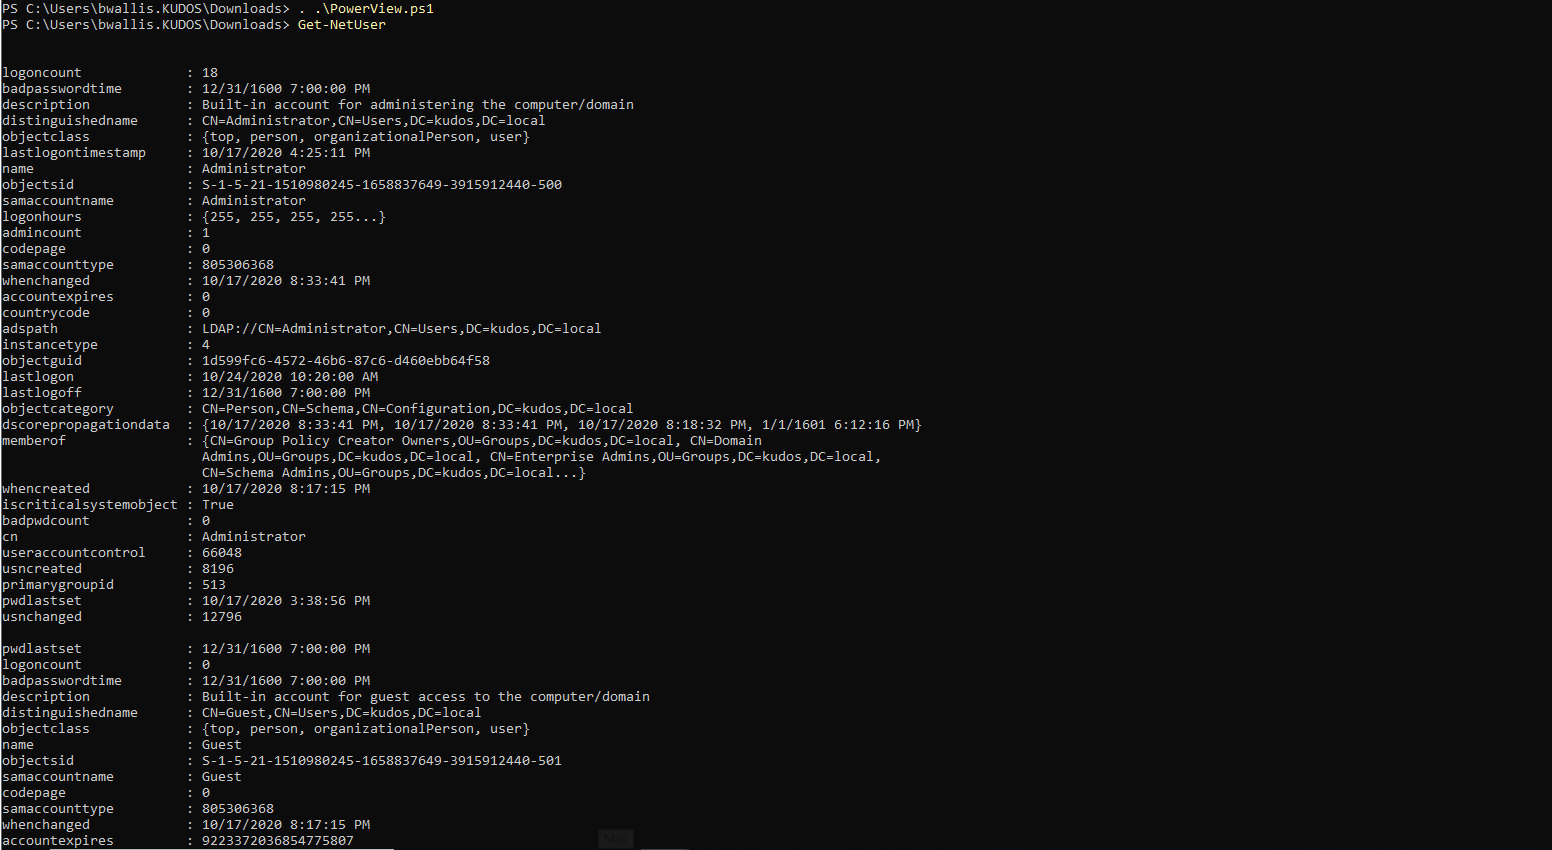 PS C:\Users\bwallis.KUDOS\Downloads> . .\PowerView.ps1
PS C:\Users\bwallis.KUDOS\Downloads> Get-NetUser
logoncount             : 18
badpasswordtime        : 12/31/1600 7:00:00 PM
description            : Built-in account for administering the computer/domain
distinguishedname      : CN=Administrator,CN=Users,DC=kudos,DC=local
objectclass            : {top, person, organizationalPerson, user}
lastlogontimestamp     : 10/17/2020 4:25:11 PM
name                   : Administrator
objectsid              : S-1-5-21-1510980245-1658837649-3915912440-500
samaccountname         : Administrator
logonhours             : {255, 255, 255, 255...}
admincount             : 1
codepage               : 0
samaccounttype         : 805306368
whenchanged            : 10/17/2020 8:33:41 PM
accountexpires         : 0
countrycode            : 0
adspath                : LDAP://CN=Administrator,CN=Users,DC=kudos,DC=local
instancetype           : 4
objectguid             : 1d599fc6-4572-46b6-87c6-d460ebb64f58
lastlogon              : 10/24/2020 10:20:00 AM
lastlogoff             : 12/31/1600 7:00:00 PM
objectcategory         : CN=Person,CN=Schema,CN=Configuration,DC=kudos,DC=local
dscorepropagationdata  : {10/17/2020 8:33:41 PM, 10/17/2020 8:33:41 PM, 10/17/2020 8:18:32 PM, 1/1/1601 6:12:16 PM}
memberof               : {CN=Group Policy Creator Owners,OU=Groups,DC=kudos,DC=local, CN=Domain
                         Admins,OU=Groups,DC=kudos,DC=local, CN=Enterprise Admins,OU=Groups,DC=kudos,DC=local,
                         CN=Schema Admins,OU=Groups,DC=kudos,DC=local...}
whencreated            : 10/17/2020 8:17:15 PM
iscriticalsystemobject : True
badpwdcount            : 0
cn                     : Administrator
useraccountcontrol     : 66048
usncreated             : 8196
primarygroupid         : 513
pwdlastset             : 10/17/2020 3:38:56 PM
usnchanged             : 12796
pwdlastset             : 12/31/1600 7:00:00 PM
logoncount             : 0
badpasswordtime        : 12/31/1600 7:00:00 PM
description            : Built-in account for guest access to the computer/domain
distinguishedname      : CN=Guest,CN=Users,DC=kudos,DC=local
objectclass            : {top, person, organizationalPerson, user}
name                   : Guest
objectsid              : S-1-5-21-1510980245-1658837649-3915912440-501
samaccountname         : Guest
codepage               : 0
samaccounttype         : 805306368
whenchanged            : 10/17/2020 8:17:15 PM
accountexpires         : 9223372036854775807